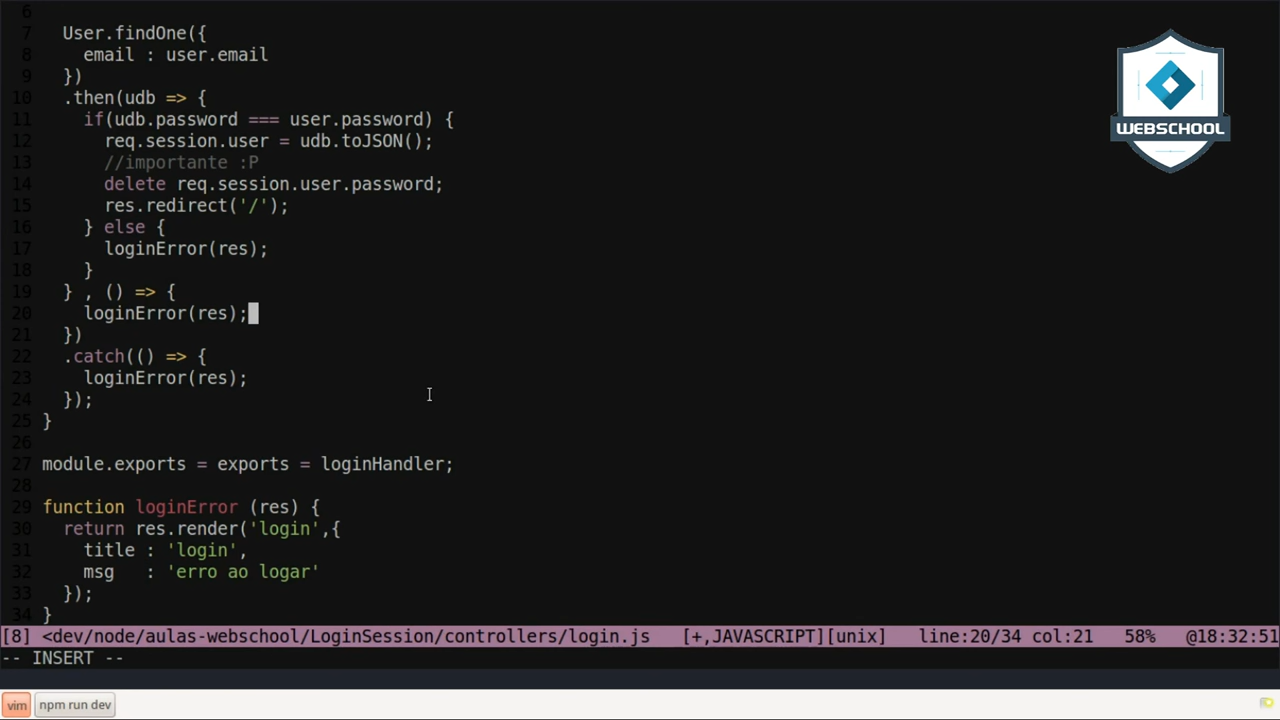 6
7   User.findOne({
8     email : user.email
9   })
10   .then(udb => {
11     if(udb.password === user.password) {
12       req.session.user = udb.toJSON();
13       //importante :P
14       delete req.session.user.password;
15       res.redirect('/');
16     } else {
17       loginError(res);
18     }
19   } , () => {
20     loginError(res);
21   })
22   .catch(() => {
23     loginError(res);
24   });
25 }
26
27 module.exports = exports = loginHandler;
28
29 function loginError (res) {
30   return res.render('login',{
31     title : 'login',
32     msg   : 'erro ao logar'
33   });
34 }
[8] <dev/node/aulas-webschool/LoginSession/controllers/login.js   [+,JAVASCRIPT][unix]   line:20/34 col:21   58%   @18:32:51
-- INSERT --
vim npm run dev
WEBSCHOOL